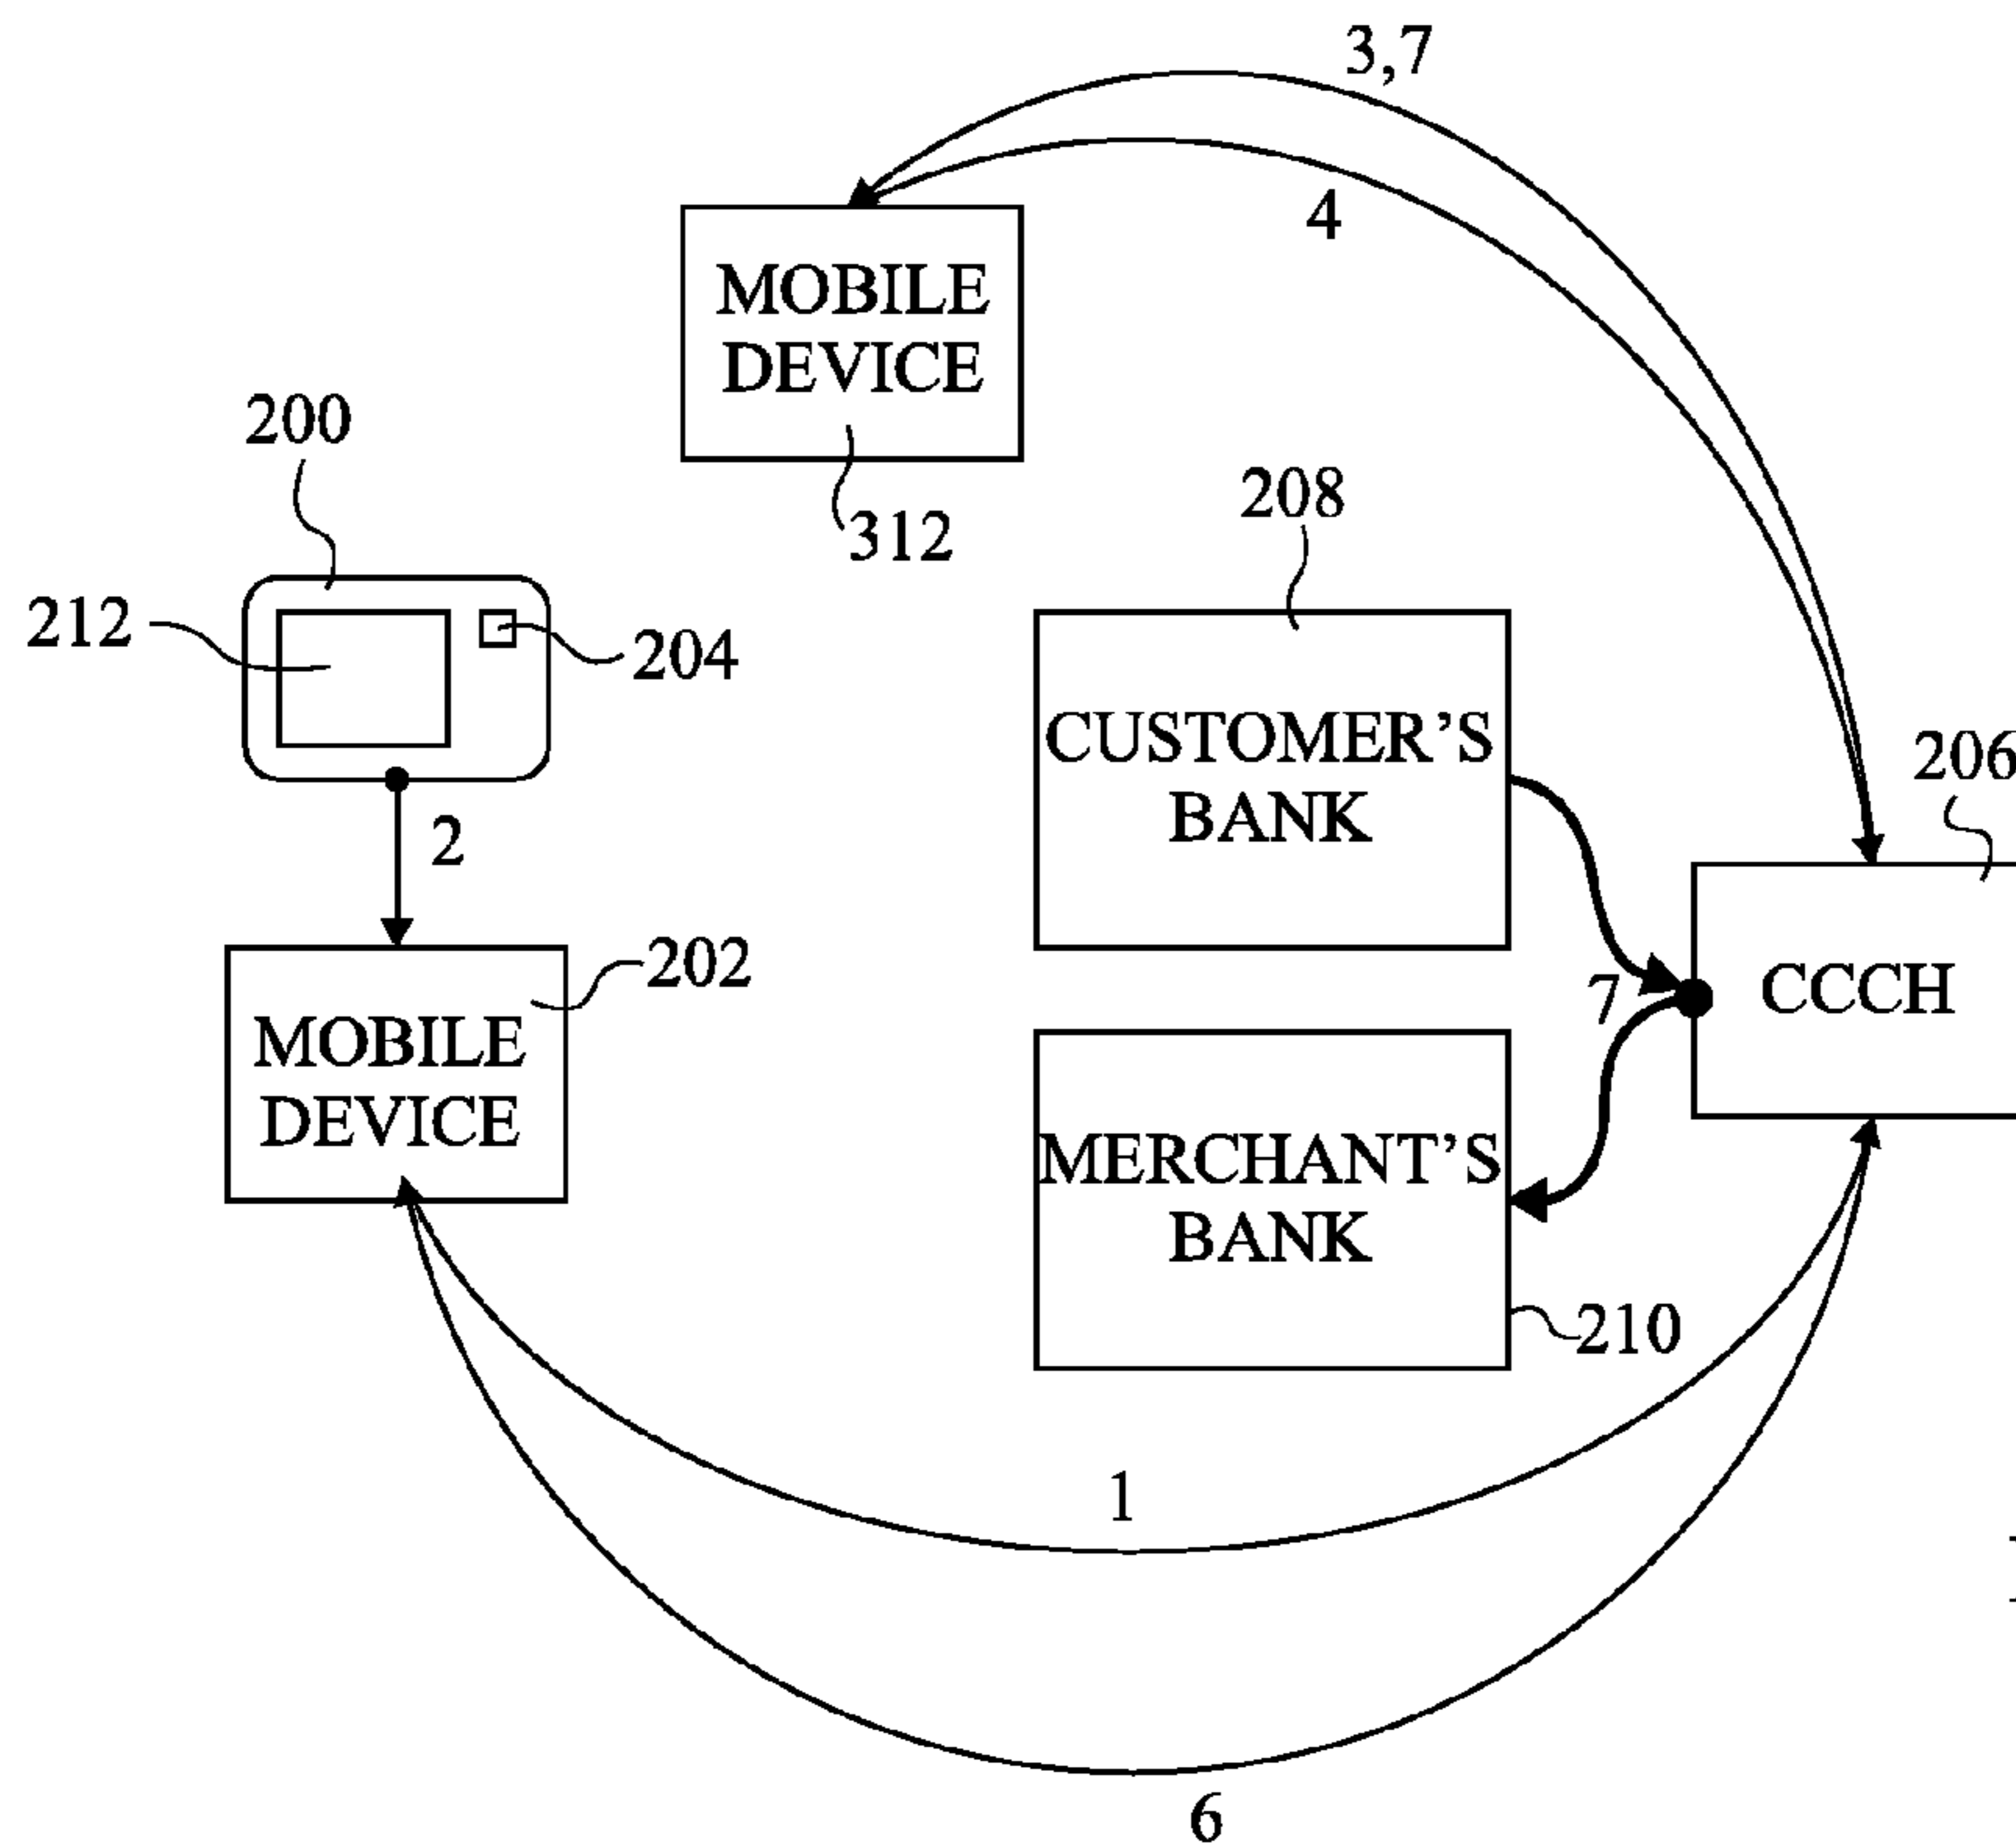 3,7
4
MOBILE
DEVICE
312
200
212
204
2
208
CUSTOMER'S
BANK
206
202
MOBILE
DEVICE
7
CCCH
MERCHANT'S
BANK
210
1
6